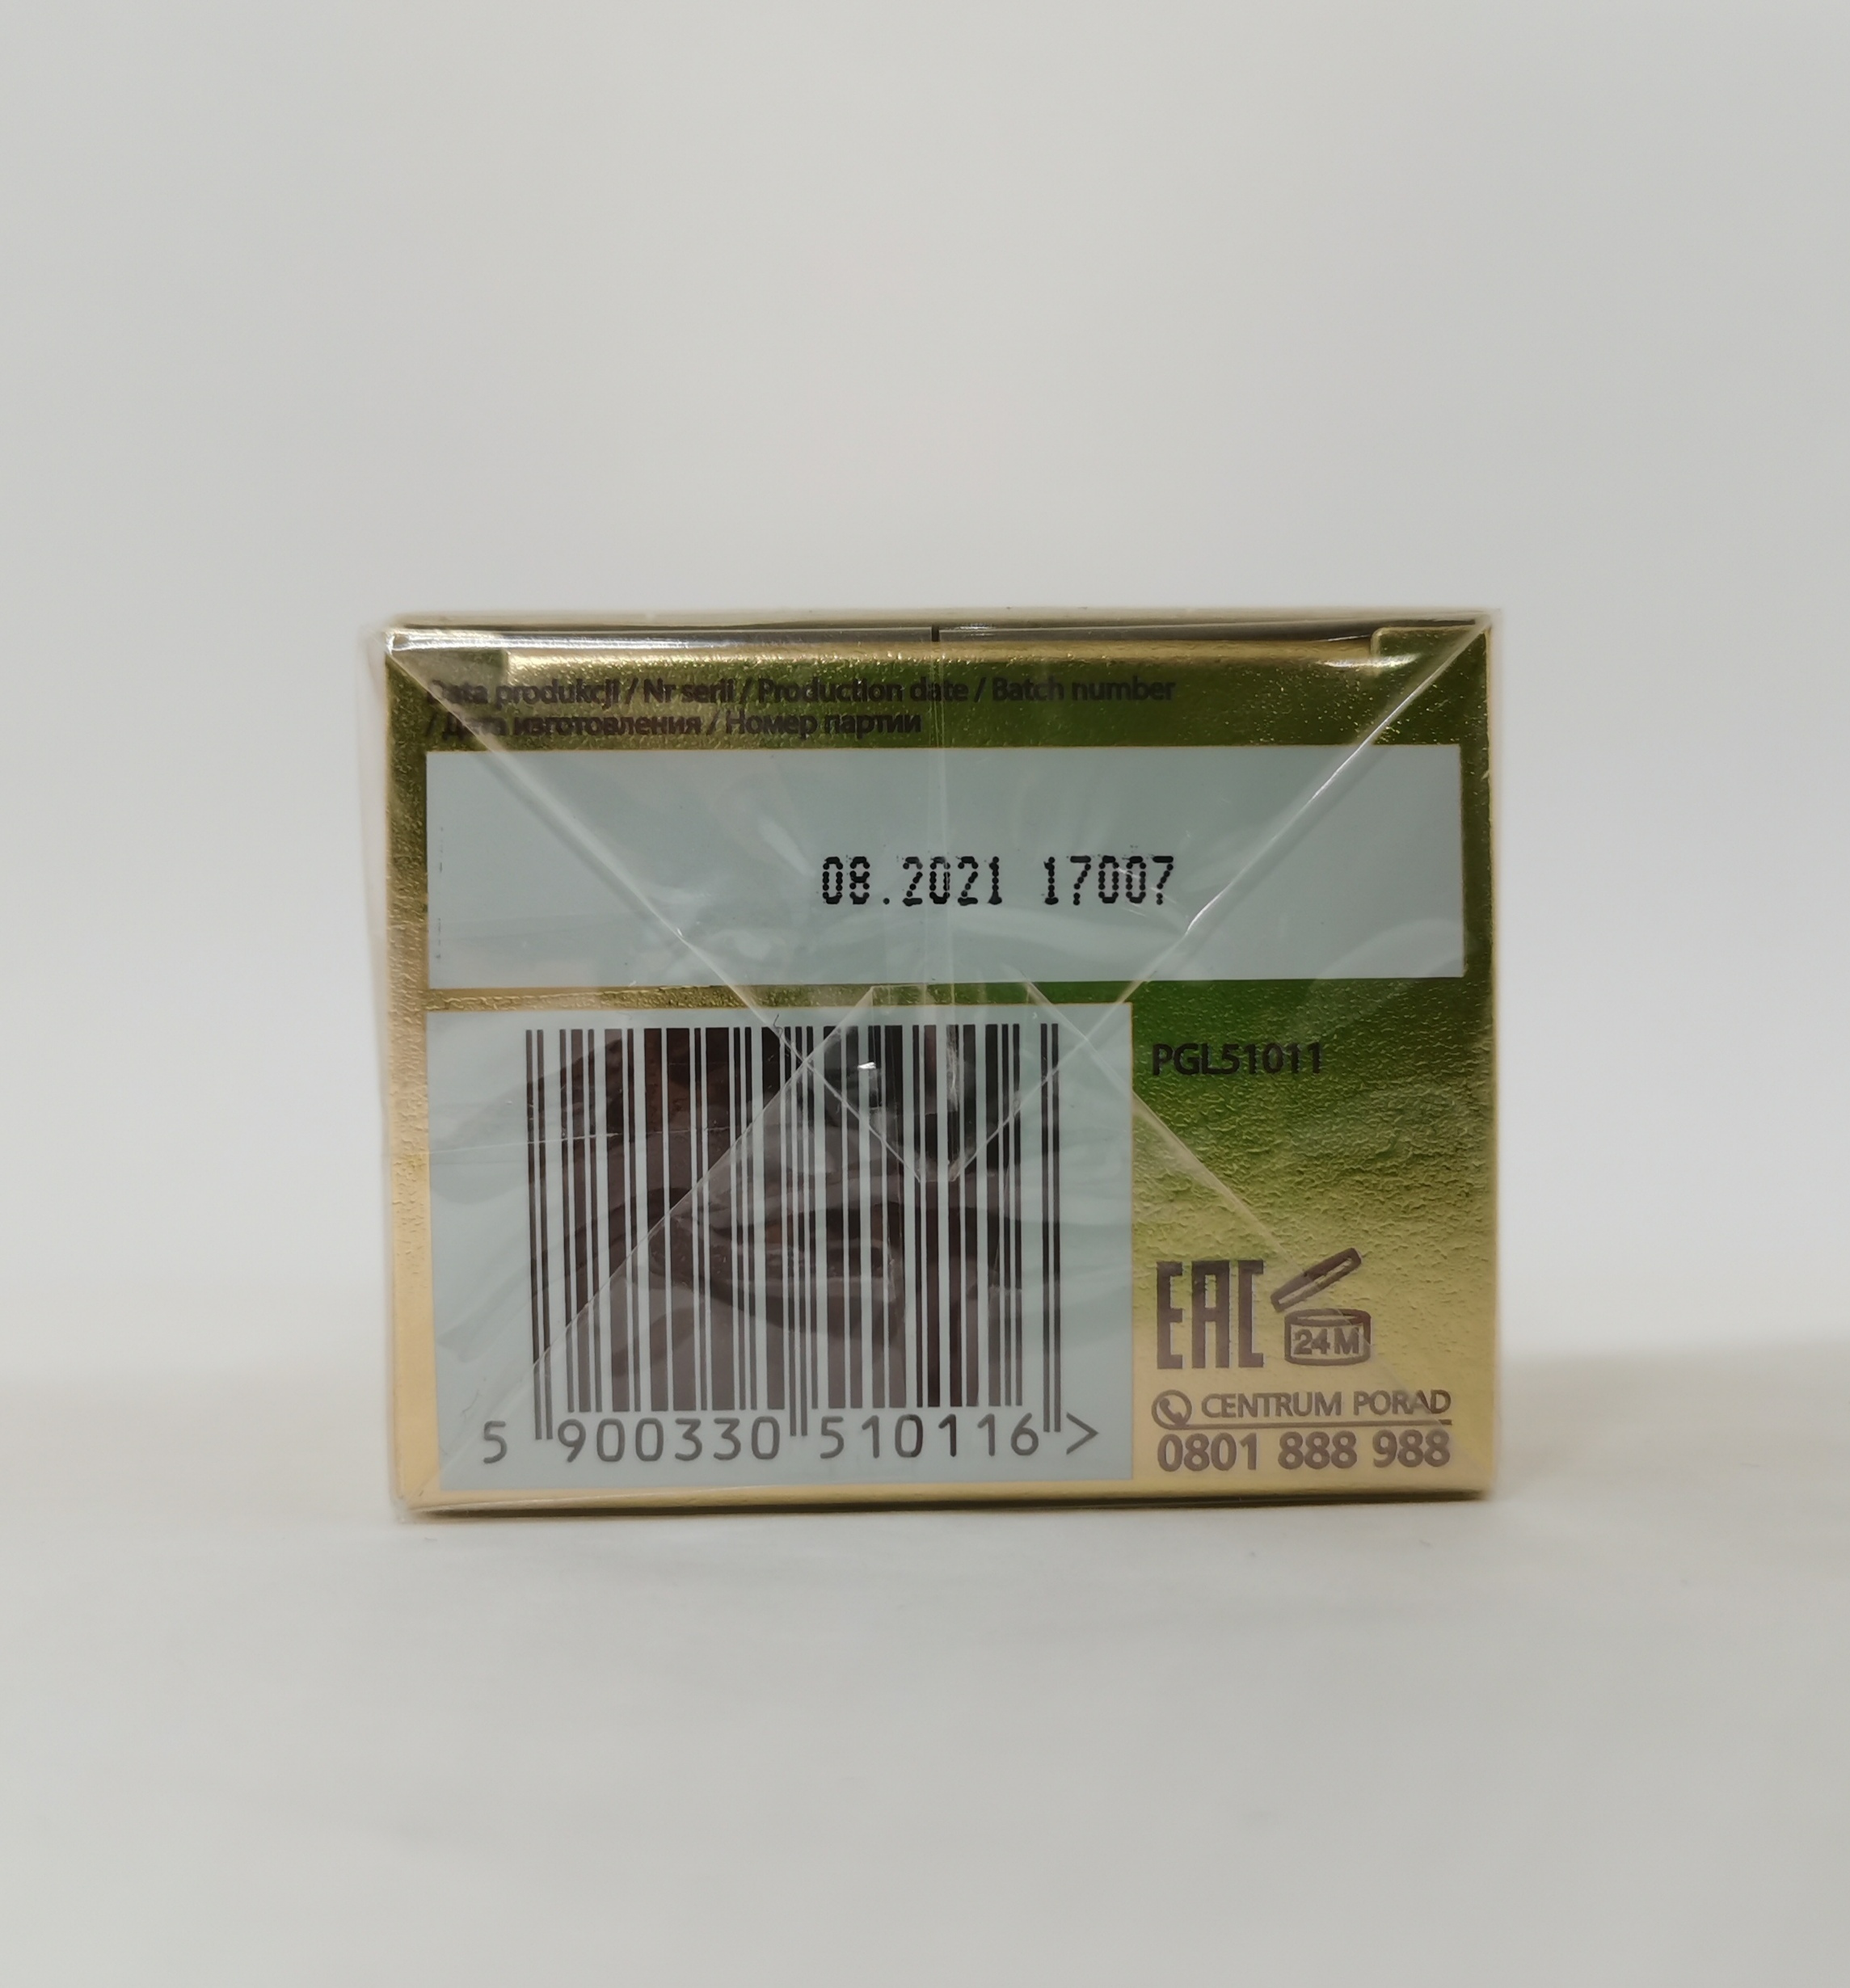 Data produkcji / Nr serii / Production date / Batch number
/ Дата изготовления / Номер партии
08.2021 17007
PGL51011
EAC
24 M
CENTRUM PORAD
0801 888 988
5 900330 510116 >